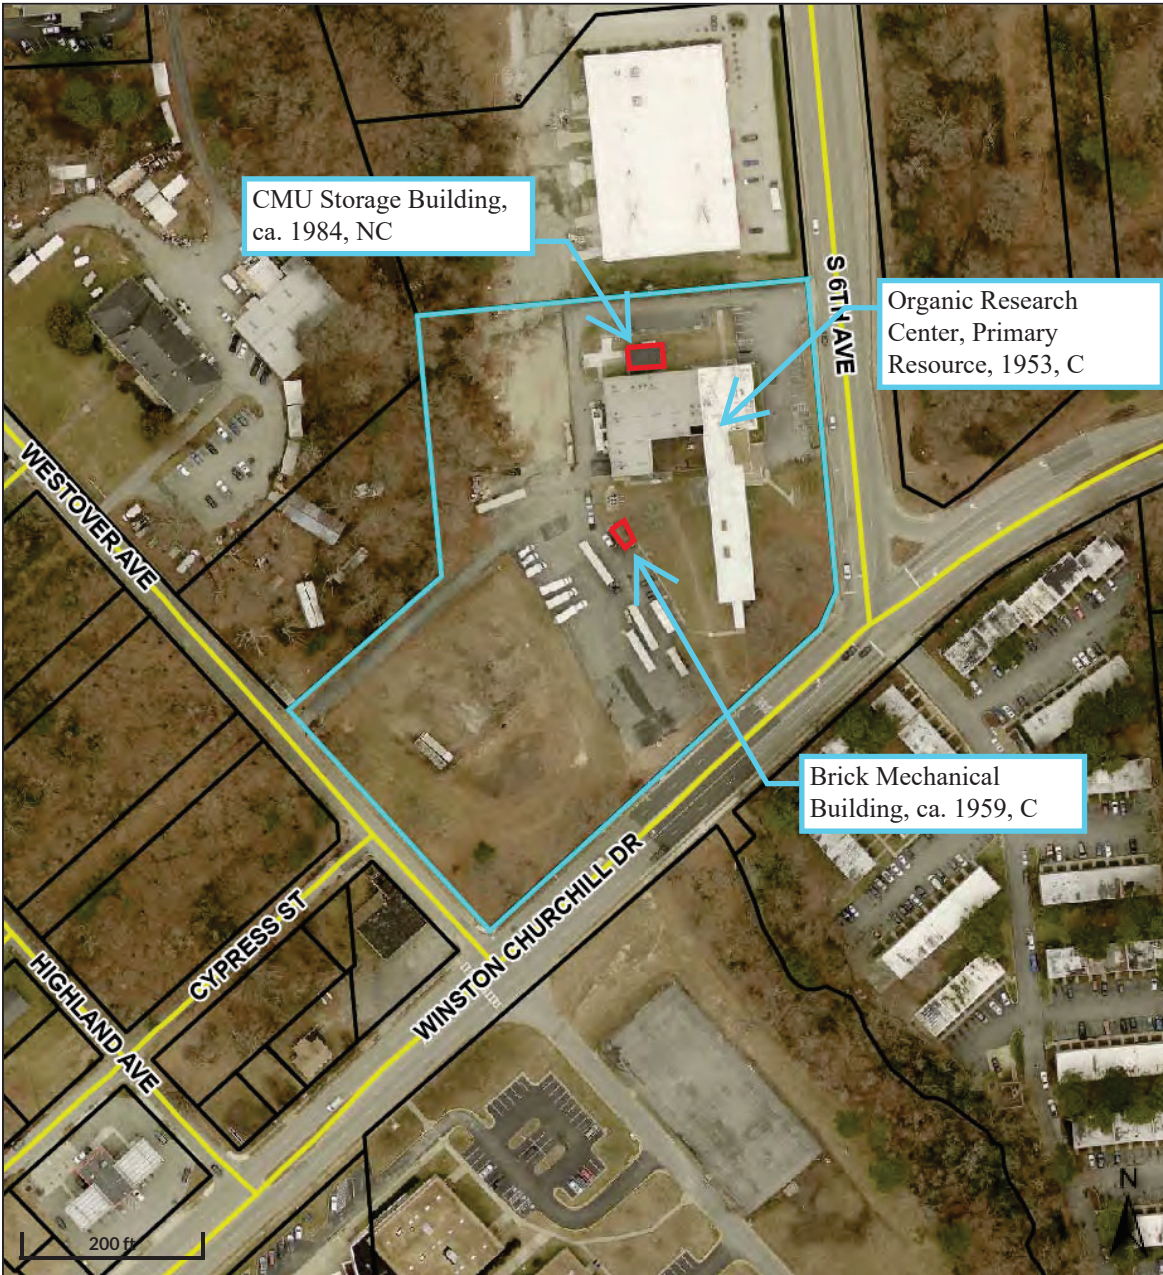 CMU Storage Building,
ca. 1984, NC
S 6TH AVE
Organic Research
Center, Primary
Resource, 1953, C
WESTOVER AVE
Brick Mechanical
Building, ca. 1959, C
CYPRESS ST
WINSTON CHURCHILL DR
HIGHLAND AVE
N
200 ft